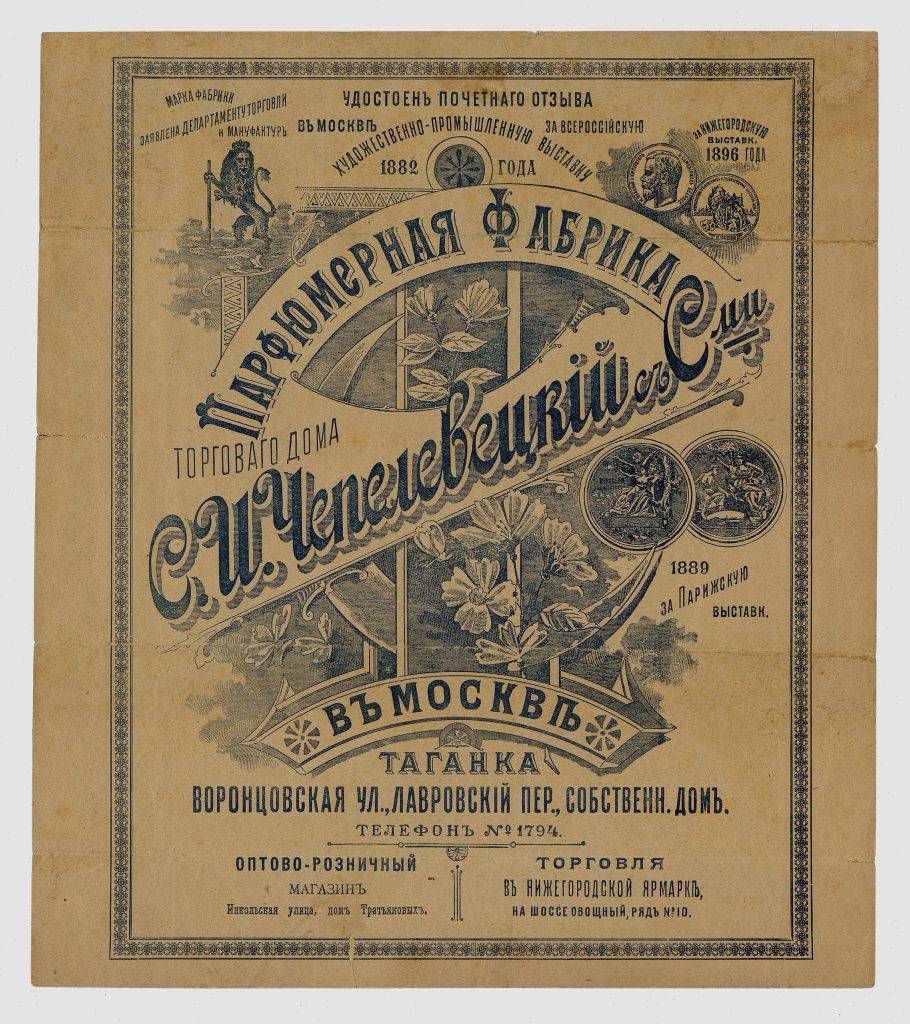 МАРКА ФАБРИКИ
ЗАЯВЛЕНА ДЕПАРТАМЕНТУ ТОРГОВЛИ
И МАНУФАКТУРЪ
УДОСТОЕНЪ ПОЧЕТНАГО ОТЗЫВА
ВЪ МОСКВѢ ЗА ВСЕРОССІЙСКУЮ
ХУДОЖЕСТВЕННО-ПРОМЫШЛЕННУЮ ВЫСТАВКУ
1882 ГОДА
ЗА НИЖЕГОРОДСКУЮ
ВЫСТАВК.
1896 ГОДА
ПАРФЮМЕРНАЯ ФАБРИКА
ТОРГОВАГО ДОМА
С. И. Чепелевецкій съ С-ми
1889
ЗА ПАРИЖСКУЮ
ВЫСТАВК.
ВЪ МОСКВѢ
ТАГАНКА
ВОРОНЦОВСКАЯ УЛ., ЛАВРОВСКІЙ ПЕР., СОБСТВЕНН. ДОМЪ.
ТЕЛЕФОНЪ № 1794.
ОПТОВО-РОЗНИЧНЫЙ
МАГАЗИНЪ
Никольская улица, домъ Третьяковыхъ.
ТОРГОВЛЯ
ВЪ НИЖЕГОРОДСКОЙ ЯРМАРКѢ,
НА ШОССЕ ОВОЩНЫЙ, РЯДЪ № 10.